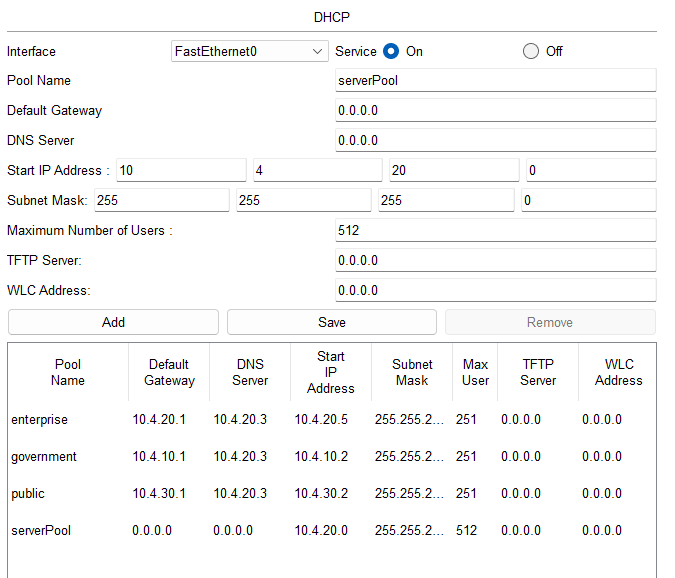 DHCP
Interface FastEthernet0 Service On Off
Pool Name serverPool
Default Gateway 0.0.0.0
DNS Server 0.0.0.0
Start IP Address : 10 4 20 0
Subnet Mask: 255 255 255 0
Maximum Number of Users : 512
TFTP Server: 0.0.0.0
WLC Address: 0.0.0.0
Add Save Remove
Pool Name Default Gateway DNS Server Start IP Address Subnet Mask Max User TFTP Server WLC Address
enterprise 10.4.20.1 10.4.20.3 10.4.20.5 255.255.2... 251 0.0.0.0 0.0.0.0
government 10.4.10.1 10.4.20.3 10.4.10.2 255.255.2... 251 0.0.0.0 0.0.0.0
public 10.4.30.1 10.4.20.3 10.4.30.2 255.255.2... 251 0.0.0.0 0.0.0.0
serverPool 0.0.0.0 0.0.0.0 10.4.20.0 255.255.2... 512 0.0.0.0 0.0.0.0